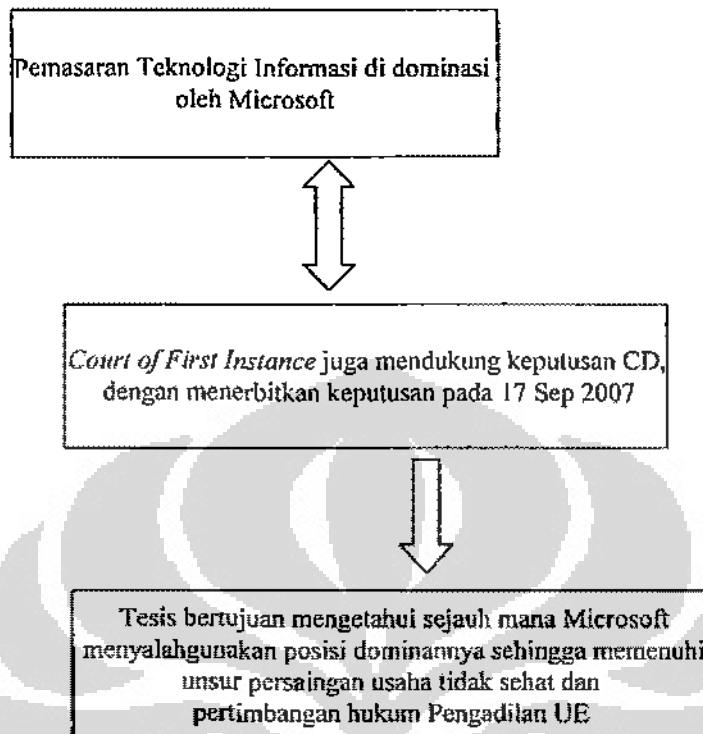 Pemasaran Teknologi Informasi di dominasi
oleh Microsoft
Court of First Instance juga mendukung keputusan CD,
dengan menerbitkan keputusan pada 17 Sep 2007
Tesis bertujuan mengetahui sejauh mana Microsoft
menyalahgunakan posisi dominannya sehingga memenuhi
unsur persaingan usaha tidak sehat dan
pertimbangan hukum Pengadilan UE